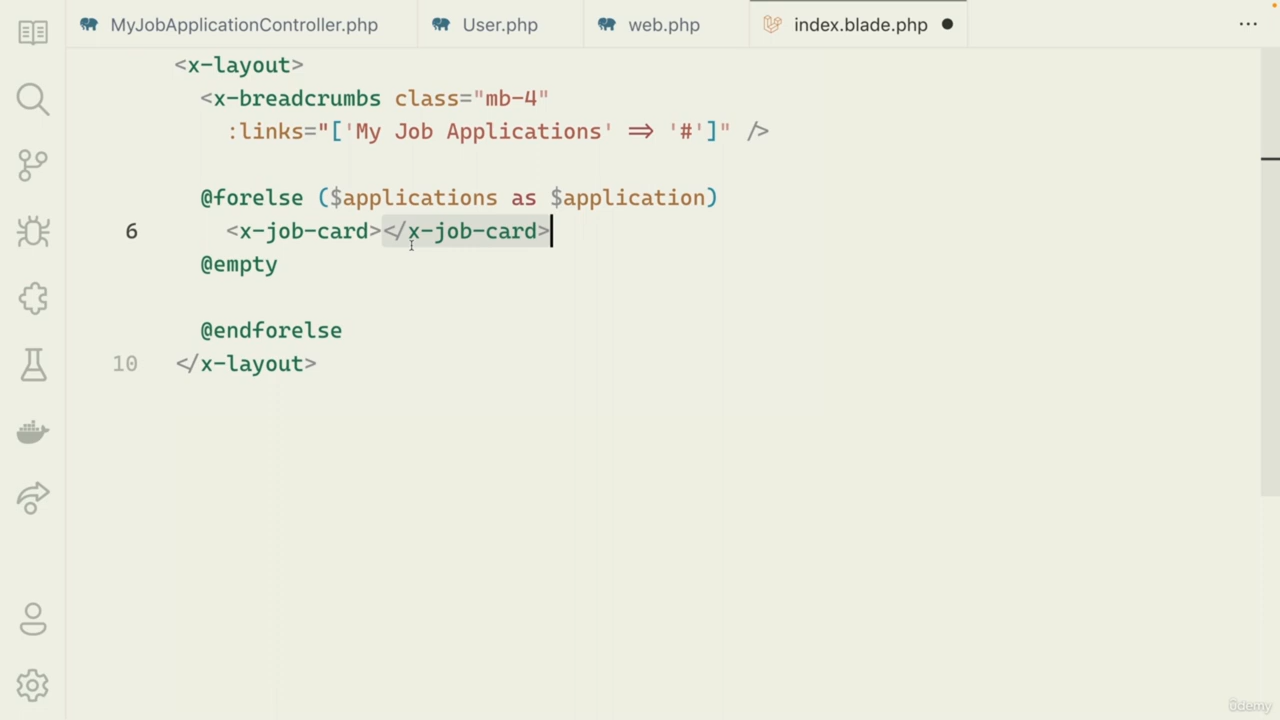 MyJobApplicationController.php
User.php
web.php
index.blade.php
<x-layout>
<x-breadcrumbs class="mb-4"
:links="['My Job Applications' => '#']" />
@forelse ($applications as $application)
6 <x-job-card></x-job-card>
@empty
@endforelse
10 </x-layout>
ûdemy